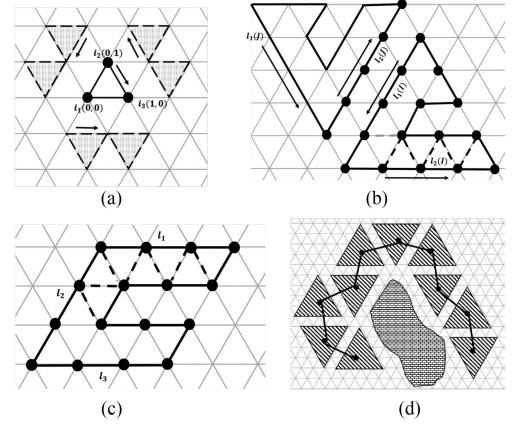 l₂(0,1)
l₁(0,0)
l₃(1,0)
(a)
l₁(J)
l₂(J)
l₁(I)
l₂(I)
(b)
l₁
l₂
l₃
(c)
(d)